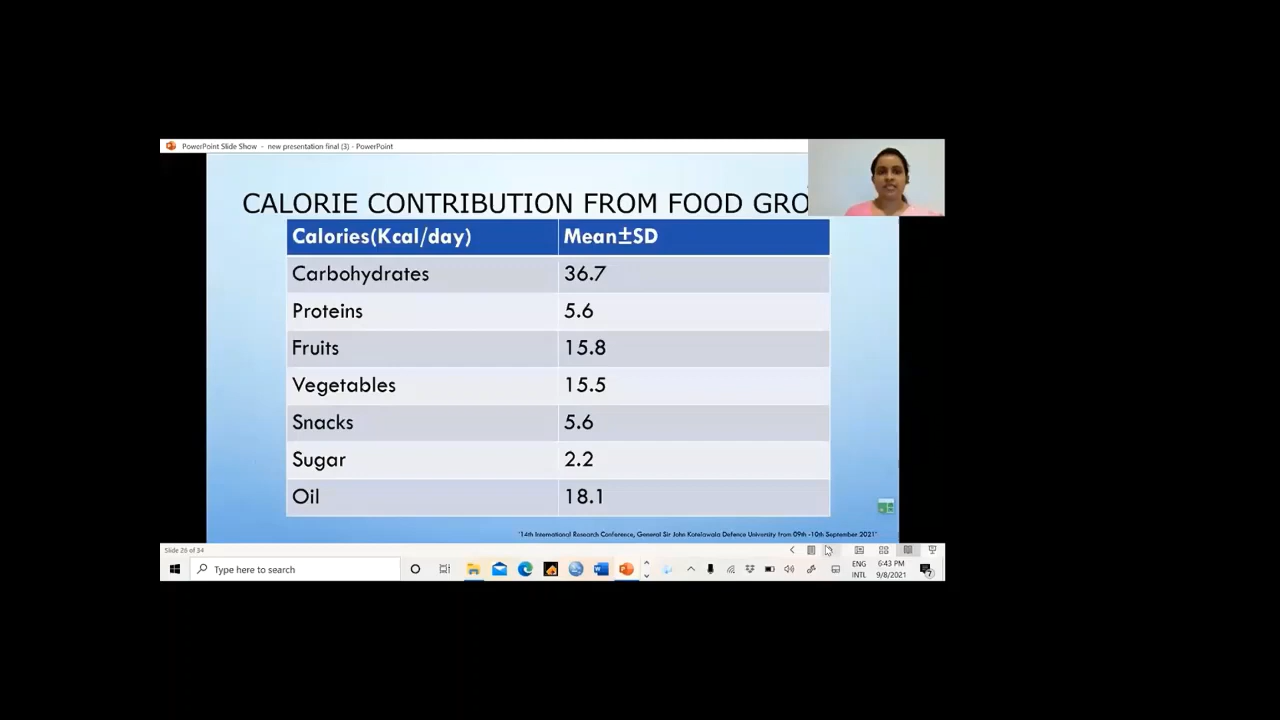 PowerPoint Slide Show - new presentation final (3) - PowerPoint
CALORIE CONTRIBUTION FROM FOOD GRO
Calories(Kcal/day) Mean±SD
Carbohydrates 36.7
Proteins 5.6
Fruits 15.8
Vegetables 15.5
Snacks 5.6
Sugar 2.2
Oil 18.1
"14th International Research Conference, General Sir John Kotelawala Defence University from 09th -10th September 2021"
Slide 26 of 34
Type here to search
ENG
INTL
6:43 PM
9/8/2021
7